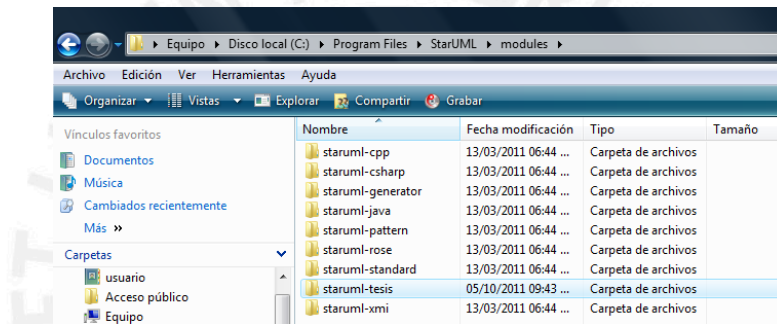 Equipo ▸ Disco local (C:) ▸ Program Files ▸ StarUML ▸ modules ▸
Archivo Edición Ver Herramientas Ayuda
Organizar Vistas Explorar Compartir Grabar
Vínculos favoritos
Documentos
Música
Cambiados recientemente
Más »
Carpetas
usuario
Acceso público
Equipo
Nombre Fecha modificación Tipo Tamaño
staruml-cpp 13/03/2011 06:44 ... Carpeta de archivos
staruml-csharp 13/03/2011 06:44 ... Carpeta de archivos
staruml-generator 13/03/2011 06:44 ... Carpeta de archivos
staruml-java 13/03/2011 06:44 ... Carpeta de archivos
staruml-pattern 13/03/2011 06:44 ... Carpeta de archivos
staruml-rose 13/03/2011 06:44 ... Carpeta de archivos
staruml-standard 13/03/2011 06:44 ... Carpeta de archivos
staruml-tesis 05/10/2011 09:43 ... Carpeta de archivos
staruml-xmi 13/03/2011 06:44 ... Carpeta de archivos